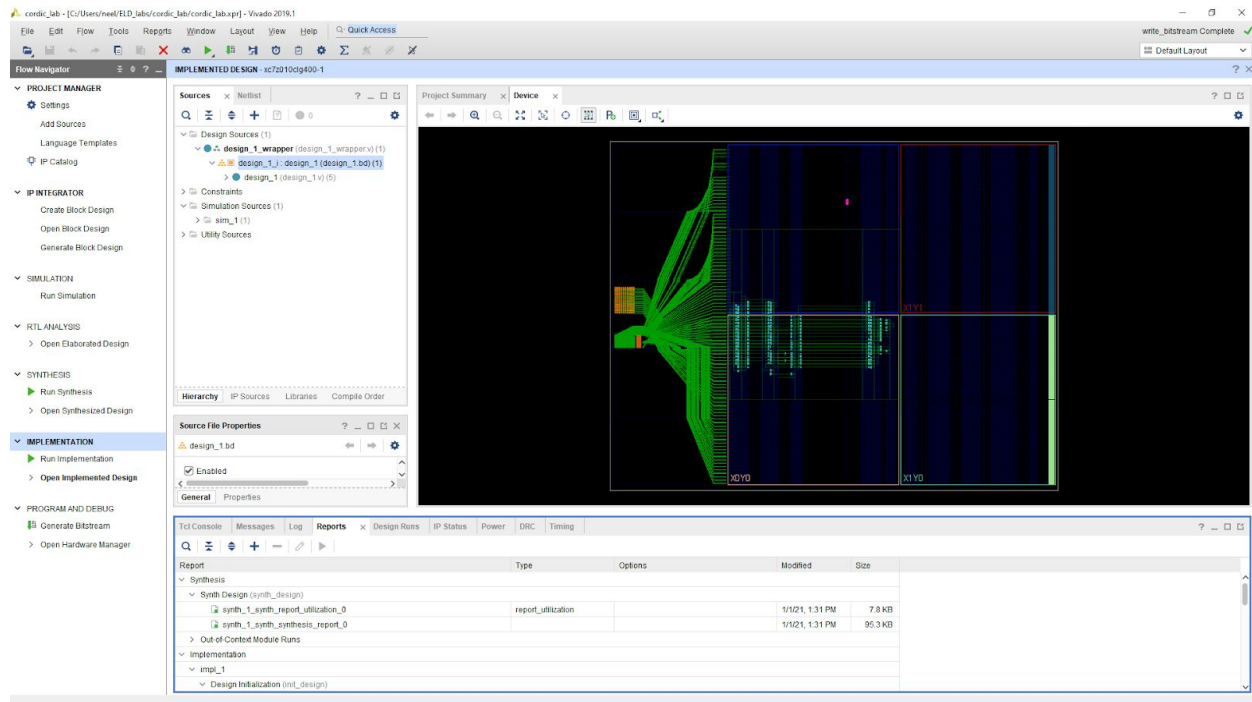 cordic_lab - [C:/Users/neel/ELD_labs/cordic_lab/cordic_lab.xpr] - Vivado 2019.1
File Edit Flow Tools Reports Window Layout View Help Quick Access
write_bitstream Complete
Default Layout
Flow Navigator
PROJECT MANAGER
Settings
Add Sources
Language Templates
IP Catalog
IP INTEGRATOR
Create Block Design
Open Block Design
Generate Block Design
SIMULATION
Run Simulation
RTL ANALYSIS
Open Elaborated Design
SYNTHESIS
Run Synthesis
Open Synthesized Design
IMPLEMENTATION
Run Implementation
Open Implemented Design
PROGRAM AND DEBUG
Generate Bitstream
Open Hardware Manager
IMPLEMENTED DESIGN - xc7z010clg400-1
Sources Netlist
0
Design Sources (1)
design_1_wrapper (design_1_wrapper.v) (1)
design_1_i : design_1 (design_1.bd) (1)
design_1 (design_1.v) (5)
Constraints
Simulation Sources (1)
sim_1 (1)
Utility Sources
Hierarchy IP Sources Libraries Compile Order
Source File Properties
design_1.bd
Enabled
General Properties
Project Summary Device
X1Y1
X0Y0
X1Y0
Tcl Console Messages Log Reports Design Runs IP Status Power DRC Timing
Report Type Options Modified Size
Synthesis
Synth Design (synth_design)
synth_1_synth_report_utilization_0 report_utilization 1/1/21, 1:31 PM 7.8 KB
synth_1_synth_synthesis_report_0 1/1/21, 1:31 PM 95.3 KB
Out-of-Context Module Runs
Implementation
impl_1
Design Initialization (init_design)